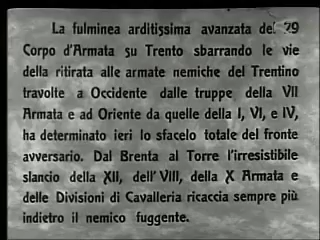 La fulminea arditissima avanzata del 29
Corpo d'Armata su Trento sbarrando le vie
della ritirata alle armate nemiche del Trentino
travolte a Occidente dalle truppe della VII
Armata e ad Oriente da quelle della I, VI, e IV,
ha determinato ieri lo sfacelo totale del fronte
avversario. Dal Brenta al Torre l'irresistibile
slancio della XII, dell'VIII, della X Armata e
delle Divisioni di Cavalleria ricaccia sempre più
indietro il nemico fuggente.